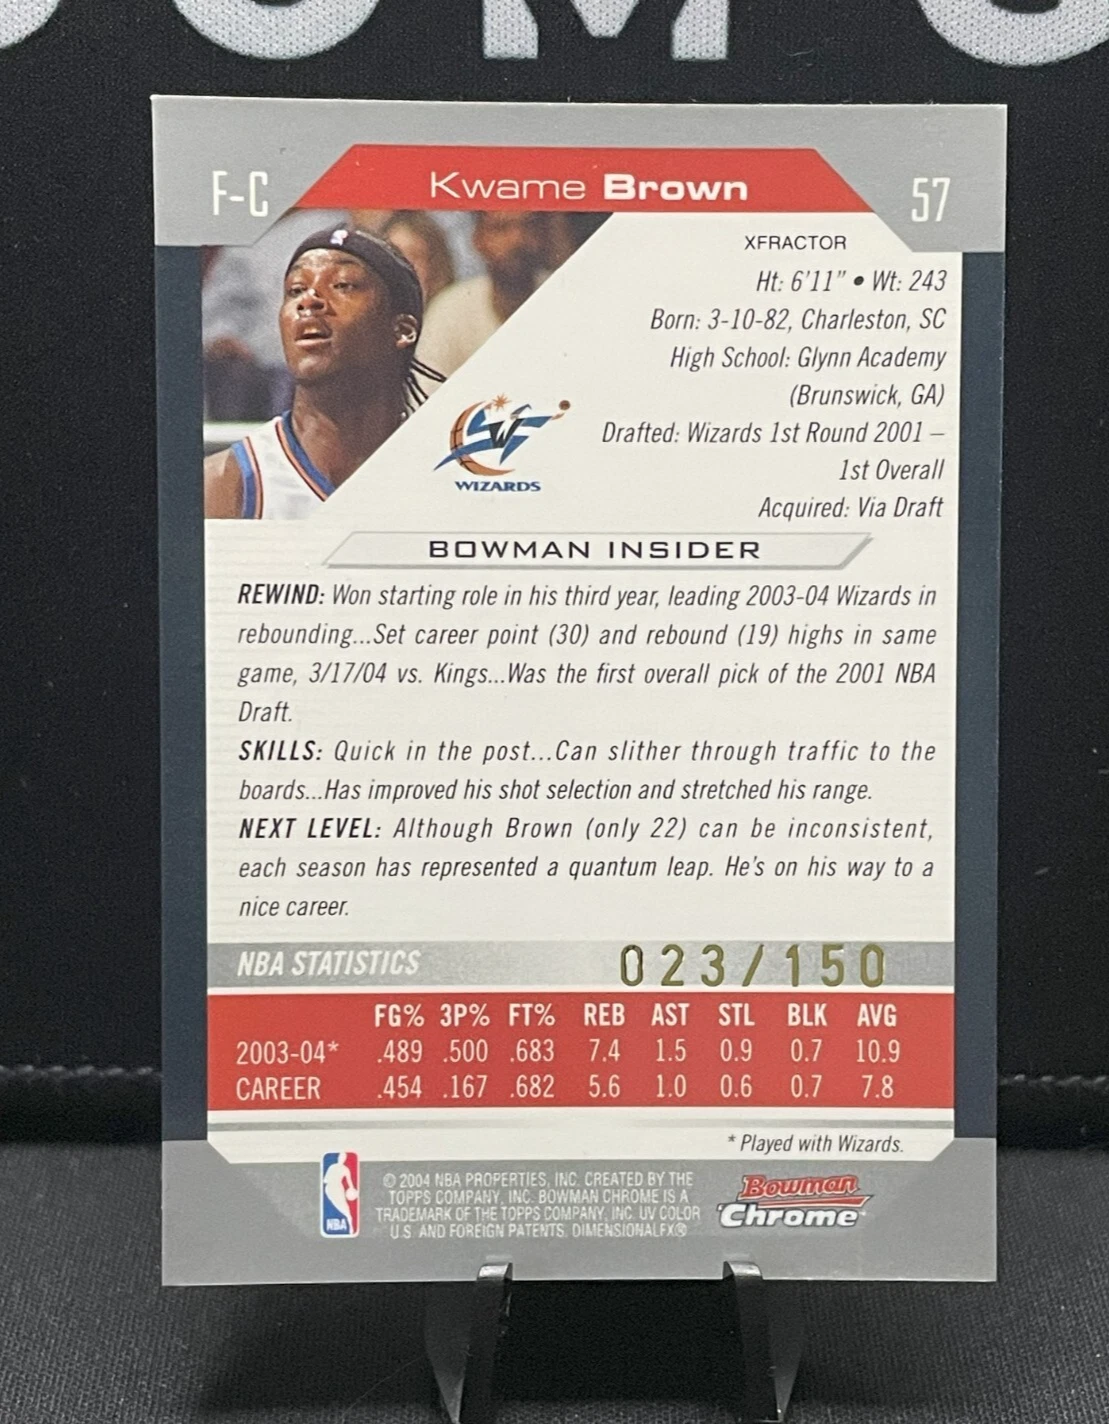 F-C
Kwame Brown
57
XFRACTOR
Ht: 6'11" • Wt: 243
Born: 3-10-82, Charleston, SC
High School: Glynn Academy
(Brunswick, GA)
Drafted: Wizards 1st Round 2001 –
1st Overall
Acquired: Via Draft
WIZARDS
BOWMAN INSIDER
REWIND: Won starting role in his third year, leading 2003-04 Wizards in
rebounding...Set career point (30) and rebound (19) highs in same
game, 3/17/04 vs. Kings...Was the first overall pick of the 2001 NBA
Draft.
SKILLS: Quick in the post...Can slither through traffic to the
boards...Has improved his shot selection and stretched his range.
NEXT LEVEL: Although Brown (only 22) can be inconsistent,
each season has represented a quantum leap. He's on his way to a
nice career.
NBA STATISTICS 023/150
FG% 3P% FT% REB AST STL BLK AVG
2003-04* .489 .500 .683 7.4 1.5 0.9 0.7 10.9
CAREER .454 .167 .682 5.6 1.0 0.6 0.7 7.8
* Played with Wizards.
NBA
© 2004 NBA PROPERTIES, INC. CREATED BY THE
TOPPS COMPANY, INC. BOWMAN CHROME IS A
TRADEMARK OF THE TOPPS COMPANY, INC. UV COLOR
U.S. AND FOREIGN PATENTS. DIMENSIONALFX®
Bowman
Chrome